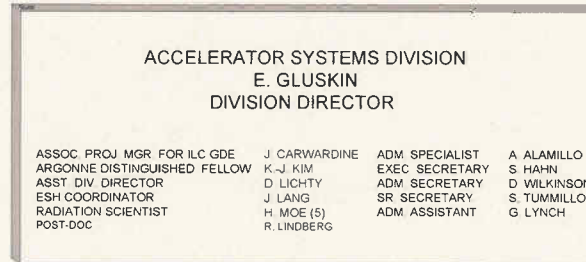 ACCELERATOR SYSTEMS DIVISION
E. GLUSKIN
DIVISION DIRECTOR
ASSOC. PROJ. MGR. FOR ILC GDE J. CARWARDINE ADM SPECIALIST A. ALAMILLO
ARGONNE DISTINGUISHED FELLOW K.-J. KIM EXEC SECRETARY S. HAHN
ASST. DIV. DIRECTOR D. LICHTY ADM SECRETARY D. WILKINSON
ESH COORDINATOR J. LANG SR. SECRETARY S. TUMMILLO
RADIATION SCIENTIST H. MOE (5) ADM ASSISTANT G. LYNCH
POST-DOC R. LINDBERG